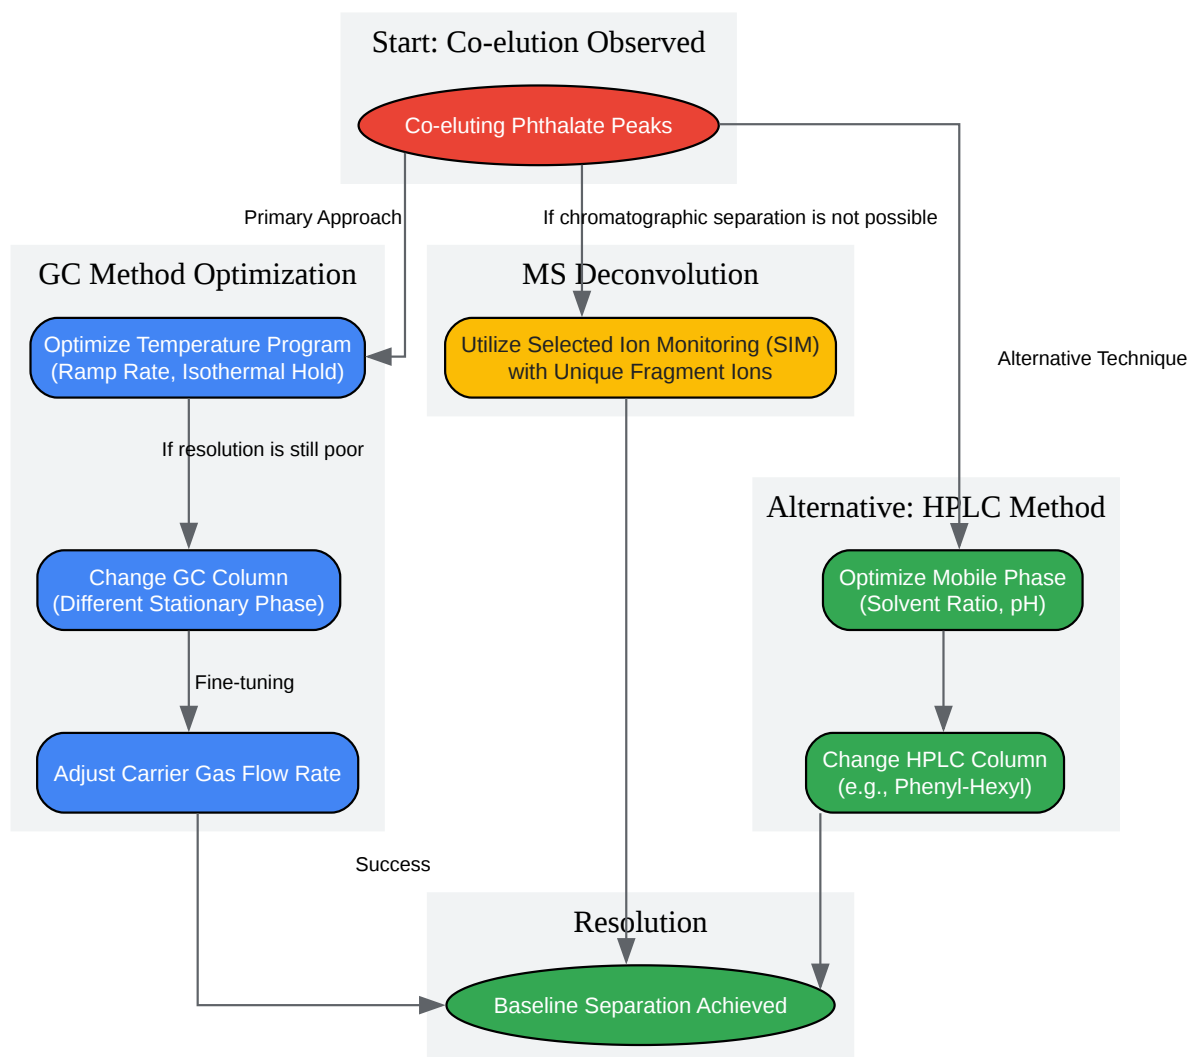 Start: Co-elution Observed
Co-eluting Phthalate Peaks
Primary Approach
If chromatographic separation is not possible
GC Method Optimization
MS Deconvolution
Optimize Temperature Program
(Ramp Rate, Isothermal Hold)
Utilize Selected Ion Monitoring (SIM)
with Unique Fragment Ions
Alternative Technique
If resolution is still poor
Alternative: HPLC Method
Change GC Column
(Different Stationary Phase)
Optimize Mobile Phase
(Solvent Ratio, pH)
Fine-tuning
Adjust Carrier Gas Flow Rate
Change HPLC Column
(e.g., Phenyl-Hexyl)
Success
Resolution
Baseline Separation Achieved